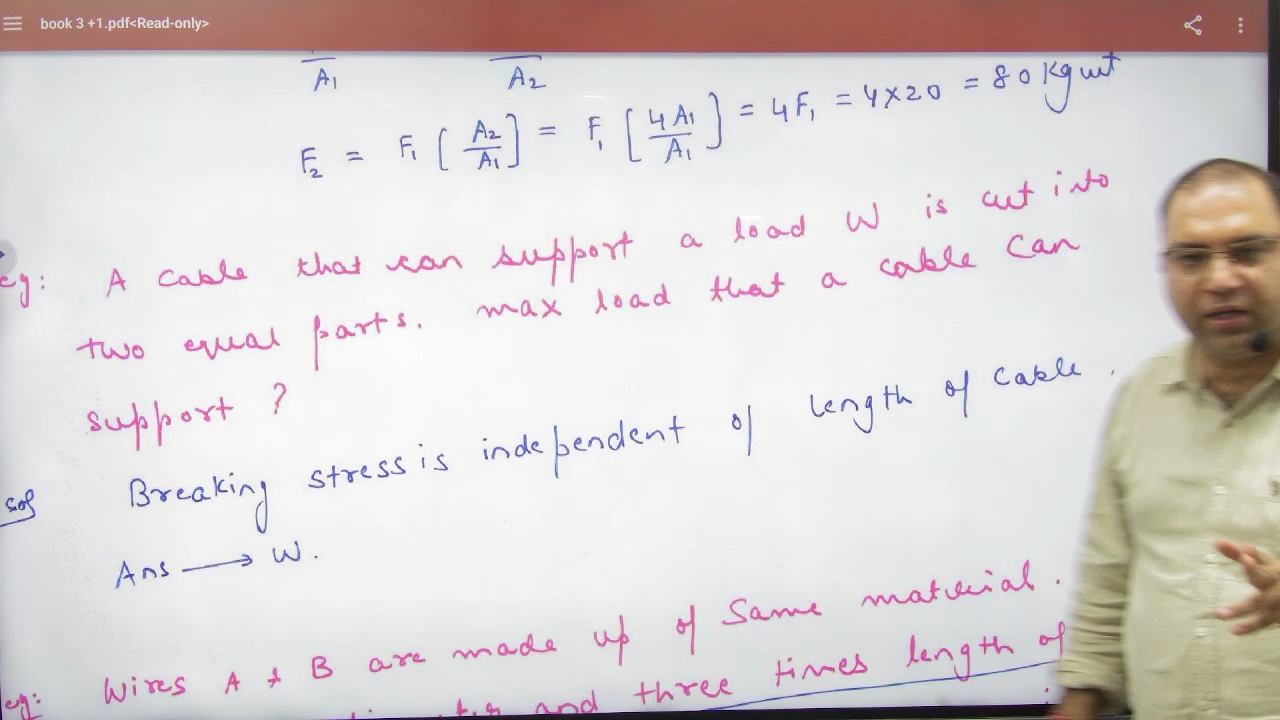 book 3 +1.pdf<Read-only>
A1 A2
F2 = F1 [ A2/A1 ] = F1 [ 4A1/A1 ] = 4F1 = 4×20 = 80 Kgwt
eg: A cable that can support a load W is cut into
two equal parts. max load that a cable can
support ?
sol Breaking stress is independent of length of cable.
Ans → W.
eg: Wires A & B are made up of Same material.
and three times length of